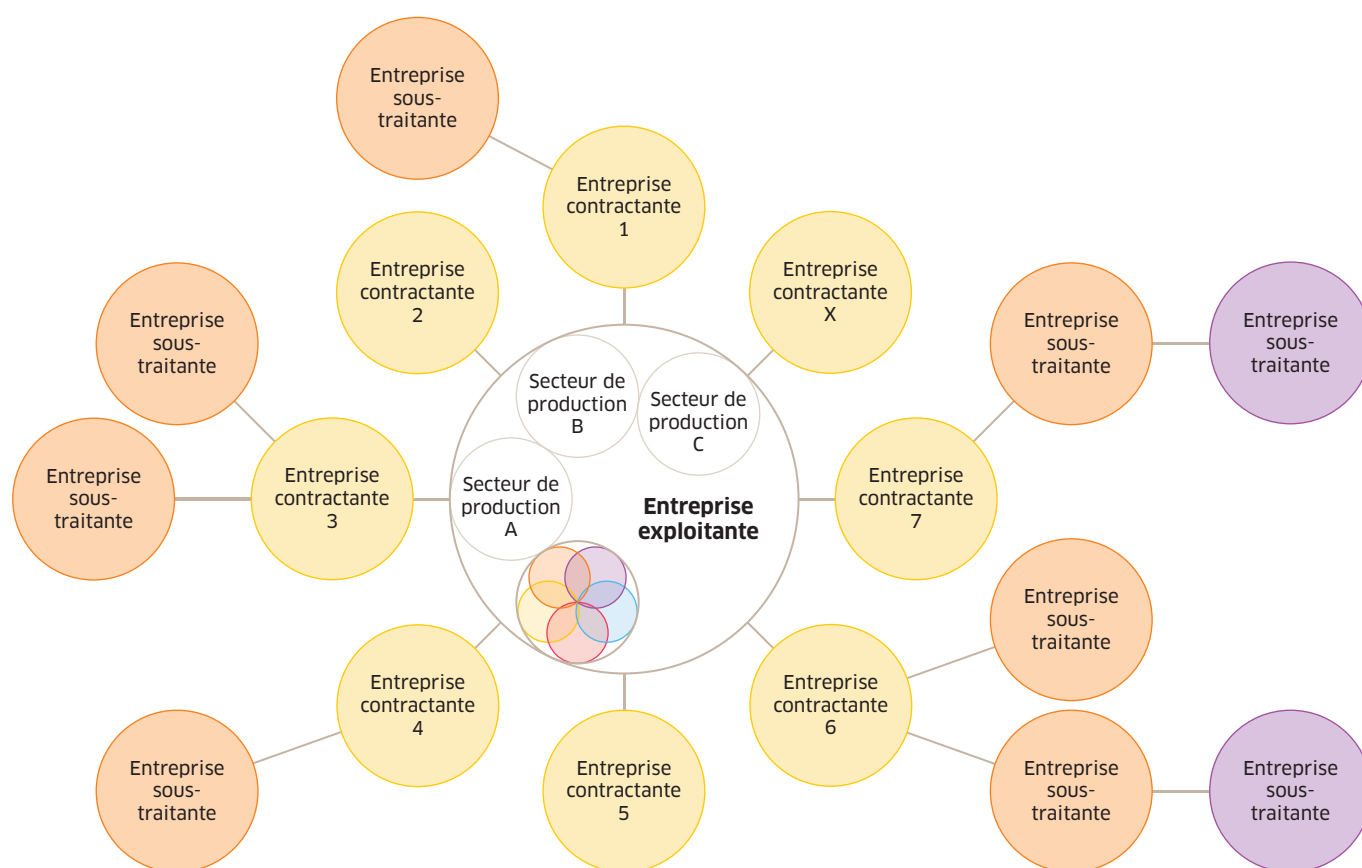 Entreprise
sous-
traitante
Entreprise
contractante
1
Entreprise
contractante
2
Entreprise
contractante
X
Entreprise
sous-
traitante
Entreprise
sous-
traitante
Entreprise
sous-
traitante
Secteur de
production
B
Secteur de
production
C
Entreprise
sous-
traitante
Entreprise
contractante
3
Secteur de
production
A
Entreprise
exploitante
Entreprise
contractante
7
Entreprise
sous-
traitante
Entreprise
contractante
4
Entreprise
contractante
6
Entreprise
sous-
traitante
Entreprise
contractante
5
Entreprise
sous-
traitante
Entreprise
sous-
traitante